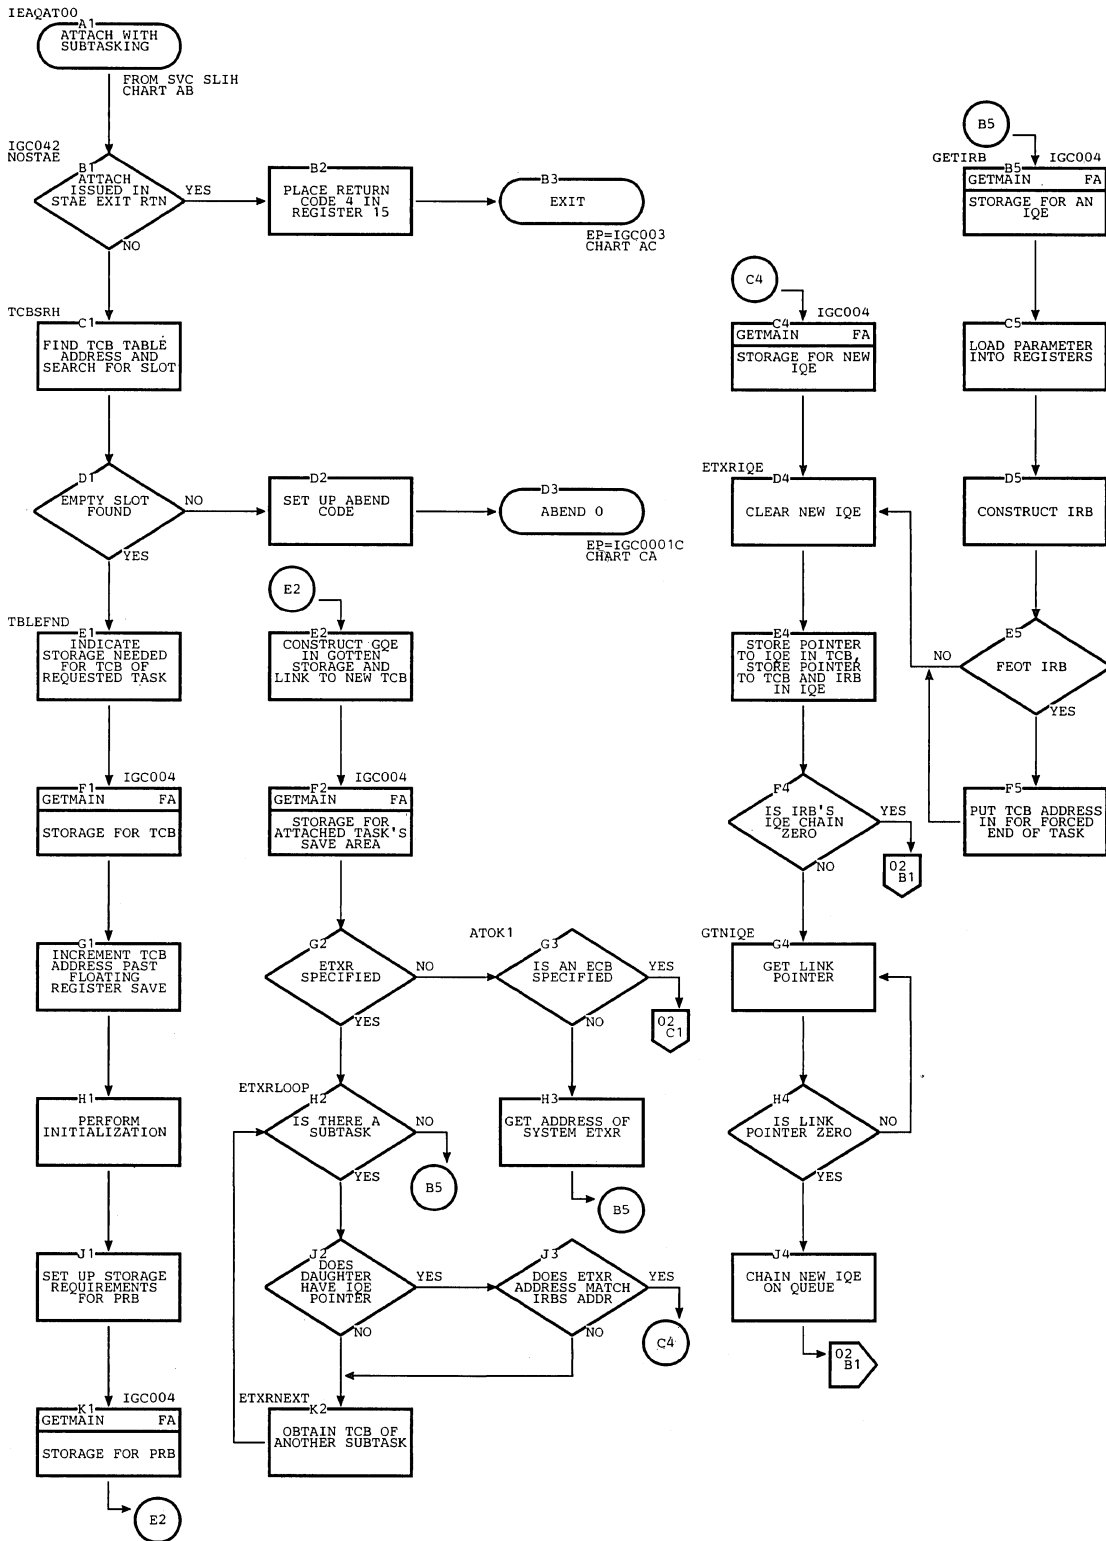 IEAQAT00
A1
ATTACH WITH
SUBTASKING
FROM SVC SLIH
CHART AB
IGC042
NOSTAE
B1
ATTACH
ISSUED IN
STAE EXIT RTN
YES
NO
B2
PLACE RETURN
CODE 4 IN
REGISTER 15
B3
EXIT
EP=IGC003
CHART AC
TCBSRH
C1
FIND TCB TABLE
ADDRESS AND
SEARCH FOR SLOT
D1
EMPTY SLOT
FOUND
NO
YES
D2
SET UP ABEND
CODE
D3
ABEND 0
EP=IGC0001C
CHART CA
TBLEFND
E1
INDICATE
STORAGE NEEDED
FOR TCB OF
REQUESTED TASK
IGC004
F1
GETMAIN FA
STORAGE FOR TCB
G1
INCREMENT TCB
ADDRESS PAST
FLOATING
REGISTER SAVE
H1
PERFORM
INITIALIZATION
J1
SET UP STORAGE
REQUIREMENTS
FOR PRB
IGC004
K1
GETMAIN FA
STORAGE FOR PRB
E2
E2
E2
CONSTRUCT GQE
IN GOTTEN
STORAGE AND
LINK TO NEW TCB
IGC004
F2
GETMAIN FA
STORAGE FOR
ATTACHED TASK'S
SAVE AREA
G2
ETXR
SPECIFIED
NO
YES
ATOK1
G3
IS AN ECB
SPECIFIED
YES
02
C1
NO
H3
GET ADDRESS OF
SYSTEM ETXR
B5
ETXRLOOP
H2
IS THERE A
SUBTASK
NO
B5
YES
J2
DOES
DAUGHTER
HAVE IQE
POINTER
YES
NO
J3
DOES ETXR
ADDRESS MATCH
IRBS ADDR
YES
C4
NO
ETXRNEXT
K2
OBTAIN TCB OF
ANOTHER SUBTASK
C4
IGC004
C4
GETMAIN FA
STORAGE FOR NEW
IQE
ETXRIQE
D4
CLEAR NEW IQE
E4
STORE POINTER
TO IQE IN TCB,
STORE POINTER
TO TCB AND IRB
IN IQE
F4
IS IRB'S
IQE CHAIN
ZERO
YES
02
B1
NO
GTNIQE
G4
GET LINK
POINTER
H4
IS LINK
POINTER ZERO
NO
YES
J4
CHAIN NEW IQE
ON QUEUE
02
B1
B5
GETIRB
IGC004
B5
GETMAIN FA
STORAGE FOR AN
IQE
C5
LOAD PARAMETER
INTO REGISTERS
D5
CONSTRUCT IRB
E5
FEOT IRB
NO
YES
F5
PUT TCB ADDRESS
IN FOR FORCED
END OF TASK